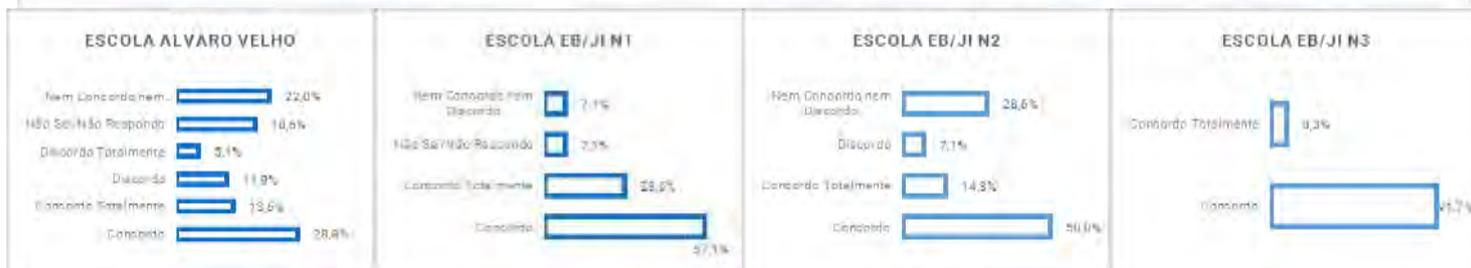 ESCOLA ALVARO VELHO
Nem Concordo nem..
22,0%
Não Sei/Não Respondo
18,6%
Discordo Totalmente
5,1%
Discordo
11,9%
Concordo Totalmente
13,6%
Concordo
28,8%
ESCOLA EB/JI N1
Nem Concordo nem
Discordo
7,1%
Não Sei/Não Respondo
7,1%
Concordo Totalmente
28,6%
Concordo
57,1%
ESCOLA EB/JI N2
Nem Concordo nem
Discordo
28,6%
Discordo
7,1%
Concordo Totalmente
14,3%
Concordo
50,0%
ESCOLA EB/JI N3
Concordo Totalmente
8,3%
Concordo
91,7%